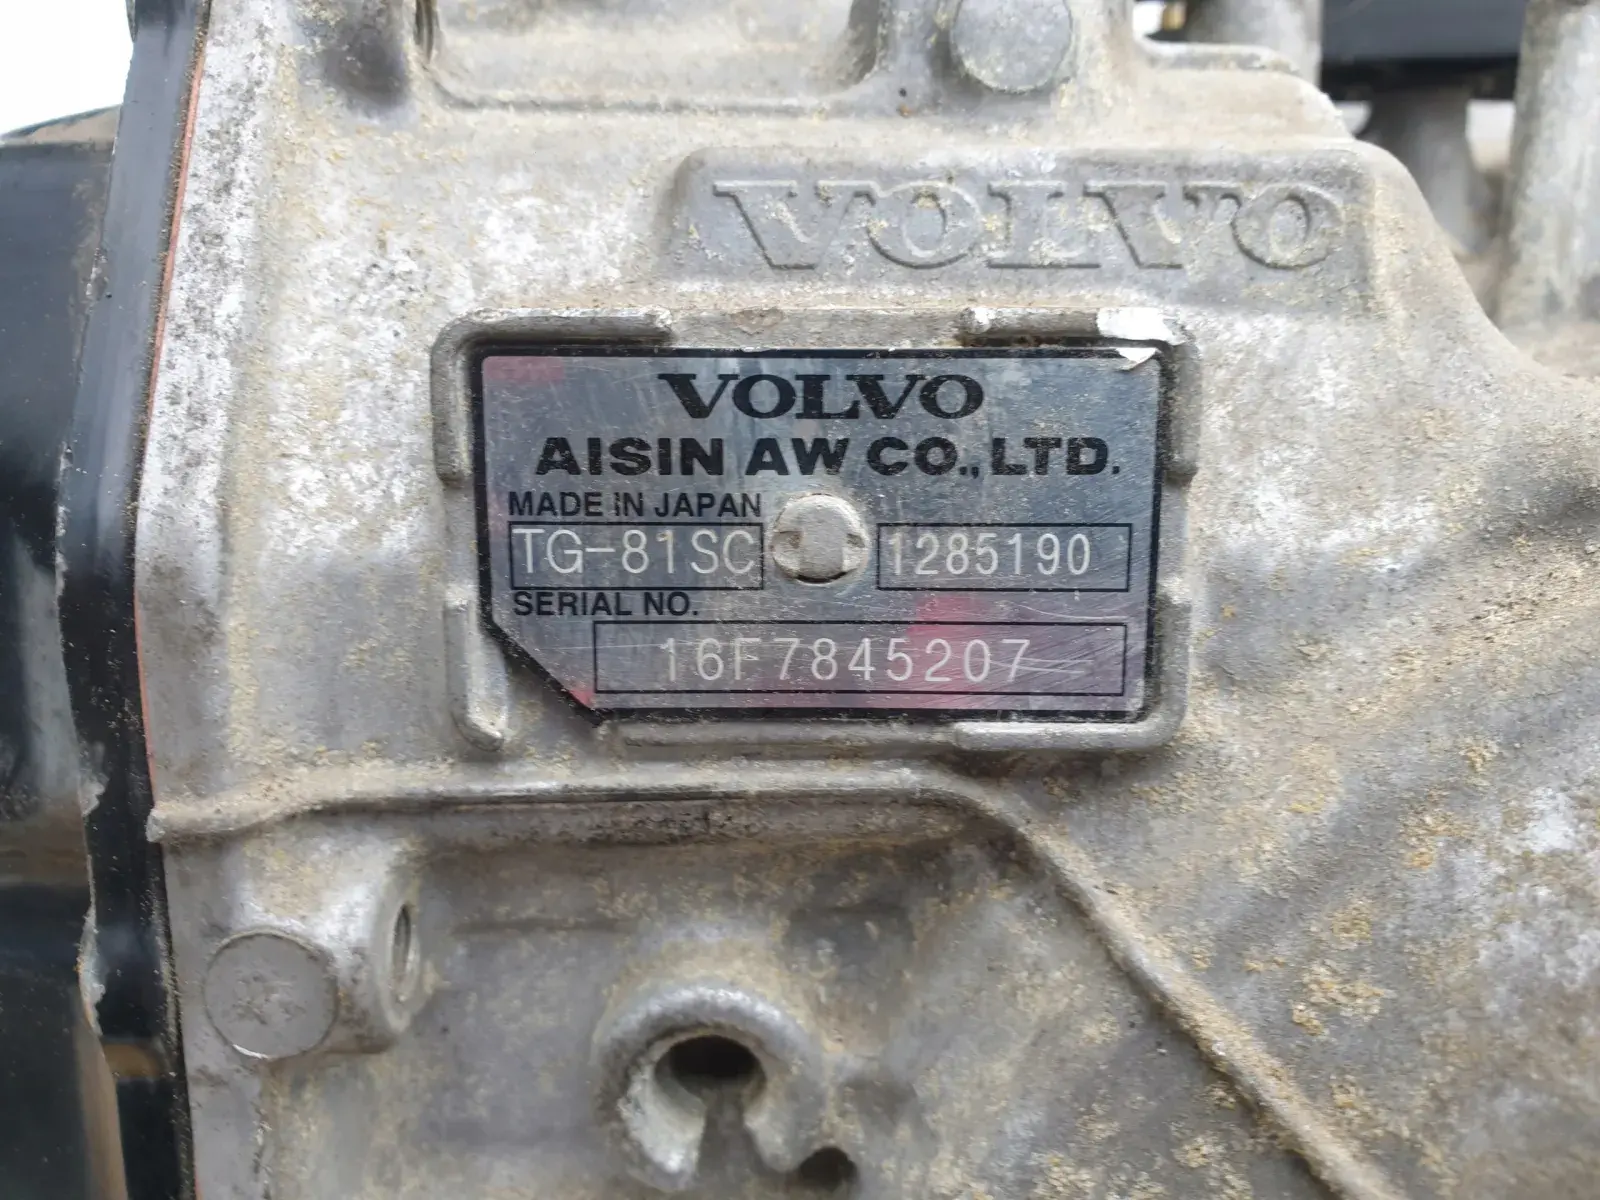 VOLVO
VOLVO
AISIN AW CO., LTD.
MADE IN JAPAN
TG-81SC 1285190
SERIAL NO.
16F7845207